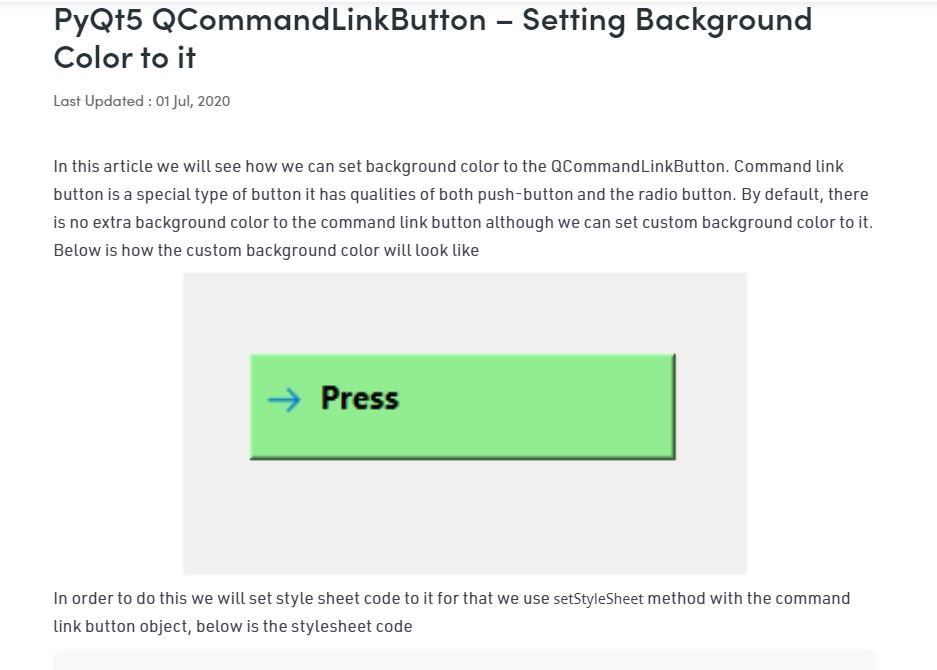 PyQt5 QCommandLinkButton – Setting Background
Color to it
Last Updated : 01 Jul, 2020
In this article we will see how we can set background color to the QCommandLinkButton. Command link
button is a special type of button it has qualities of both push-button and the radio button. By default, there
is no extra background color to the command link button although we can set custom background color to it.
Below is how the custom background color will look like
→ Press
In order to do this we will set style sheet code to it for that we use setStyleSheet method with the command
link button object, below is the stylesheet code